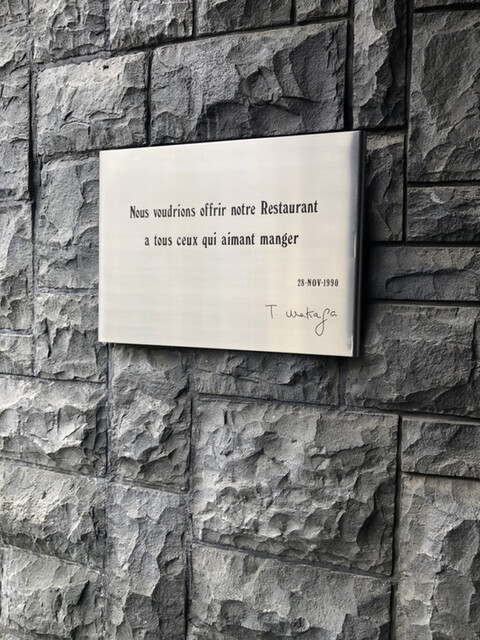 Nous voudrions offrir notre Restaurant
a tous ceux qui aimant manger
28-NOV-1990
T